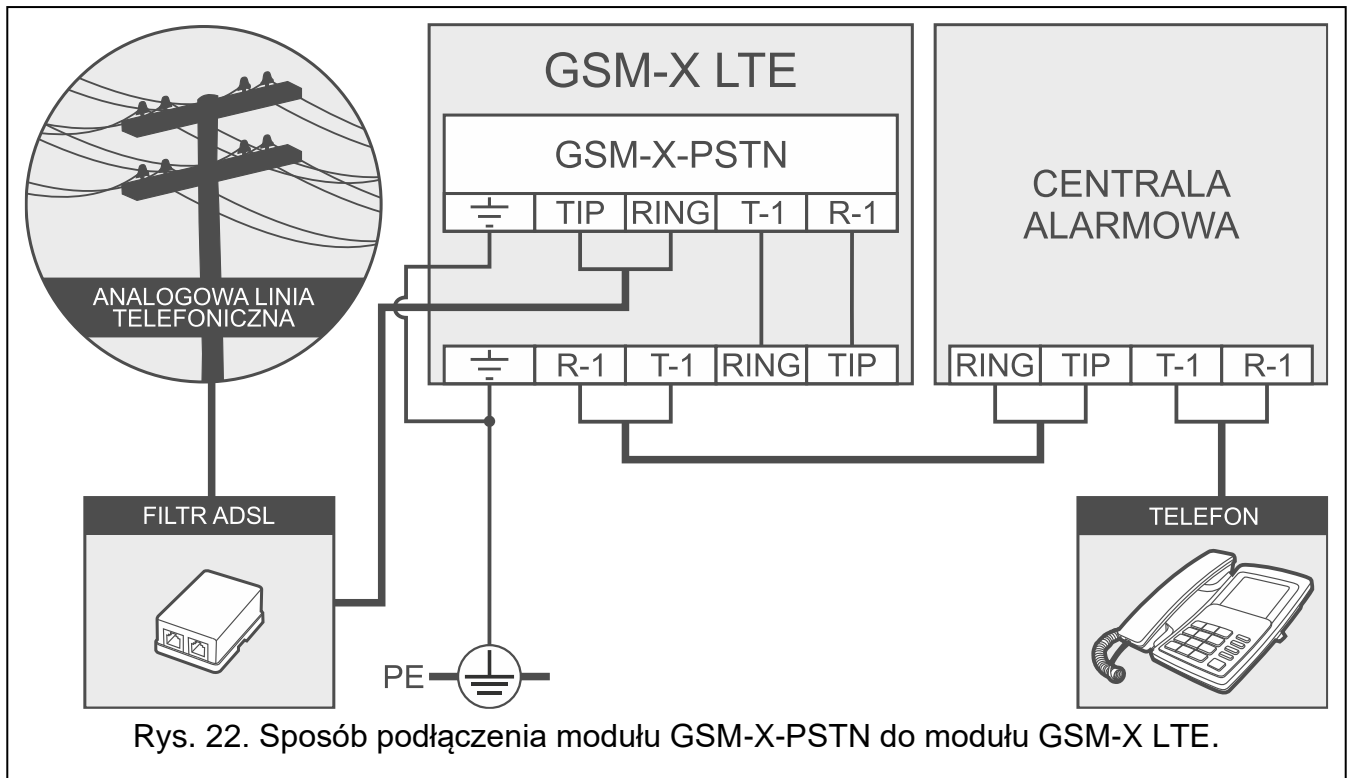 GSM-X LTE
GSM-X-PSTN
TIP RING T-1 R-1
R-1 T-1 RING TIP
CENTRALA
ALARMOWA
RING TIP T-1 R-1
ANALOGOWA LINIA
TELEFONICZNA
FILTR ADSL
PE
TELEFON
Rys. 22. Sposób podłączenia modułu GSM-X-PSTN do modułu GSM-X LTE.